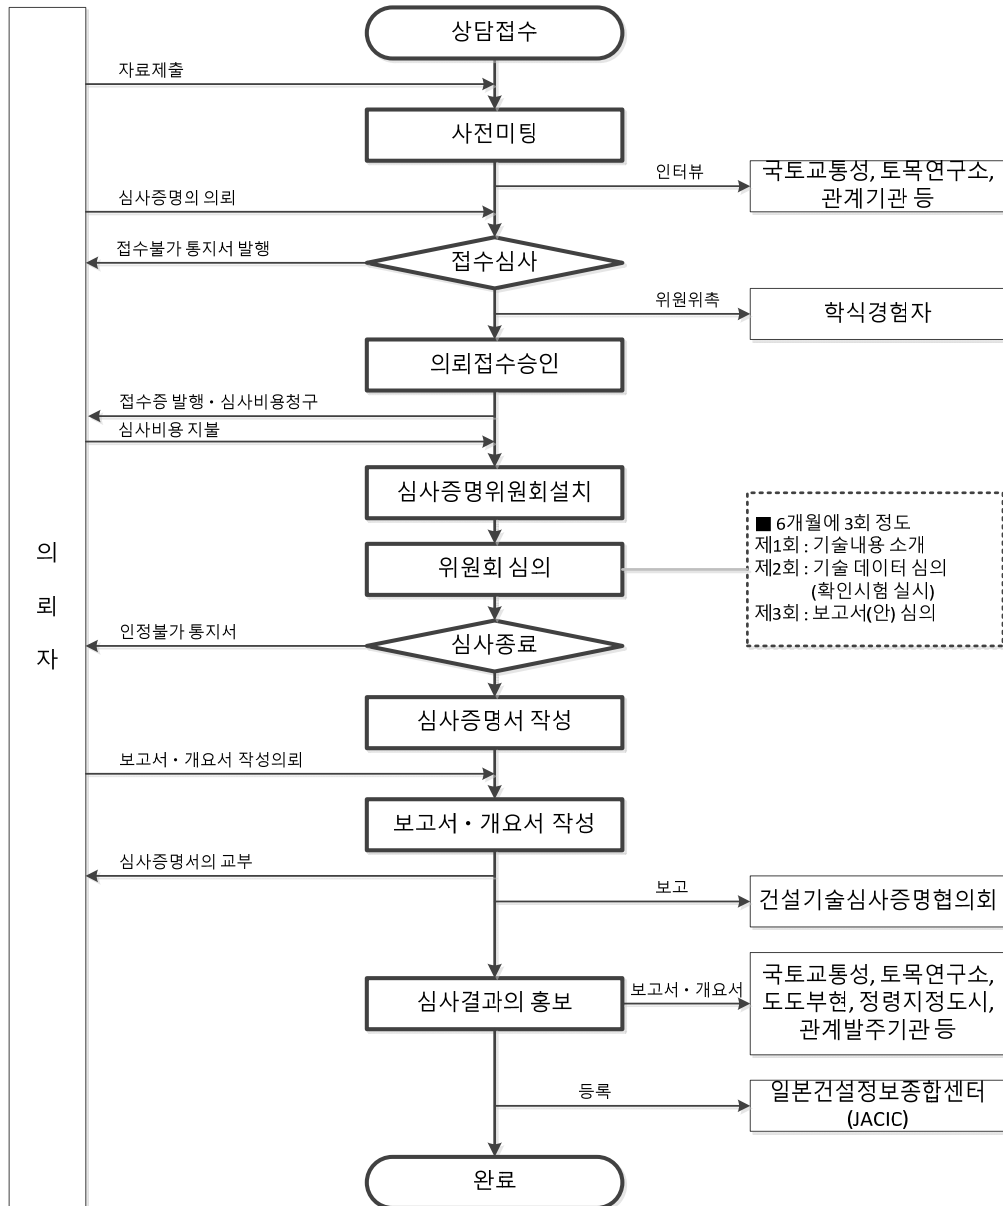 상담접수
자료제출
사전미팅
인터뷰
국토교통성, 토목연구소,
관계기관 등
심사증명의 의뢰
접수불가 통지서 발행
접수심사
위원위촉
학식경험자
의뢰접수승인
접수증 발행・심사비용청구
심사비용 지불
심사증명위원회설치
■ 6개월에 3회 정도
제1회 : 기술내용 소개
제2회 : 기술 데이터 심의
(확인시험 실시)
제3회 : 보고서(안) 심의
위원회 심의
의
뢰
자
인정불가 통지서
심사종료
심사증명서 작성
보고서・개요서 작성의뢰
보고서・개요서 작성
심사증명서의 교부
보고
건설기술심사증명협의회
심사결과의 홍보
보고서・개요서
국토교통성, 토목연구소,
도도부현, 정령지정도시,
관계발주기관 등
등록
일본건설정보종합센터
(JACIC)
완료